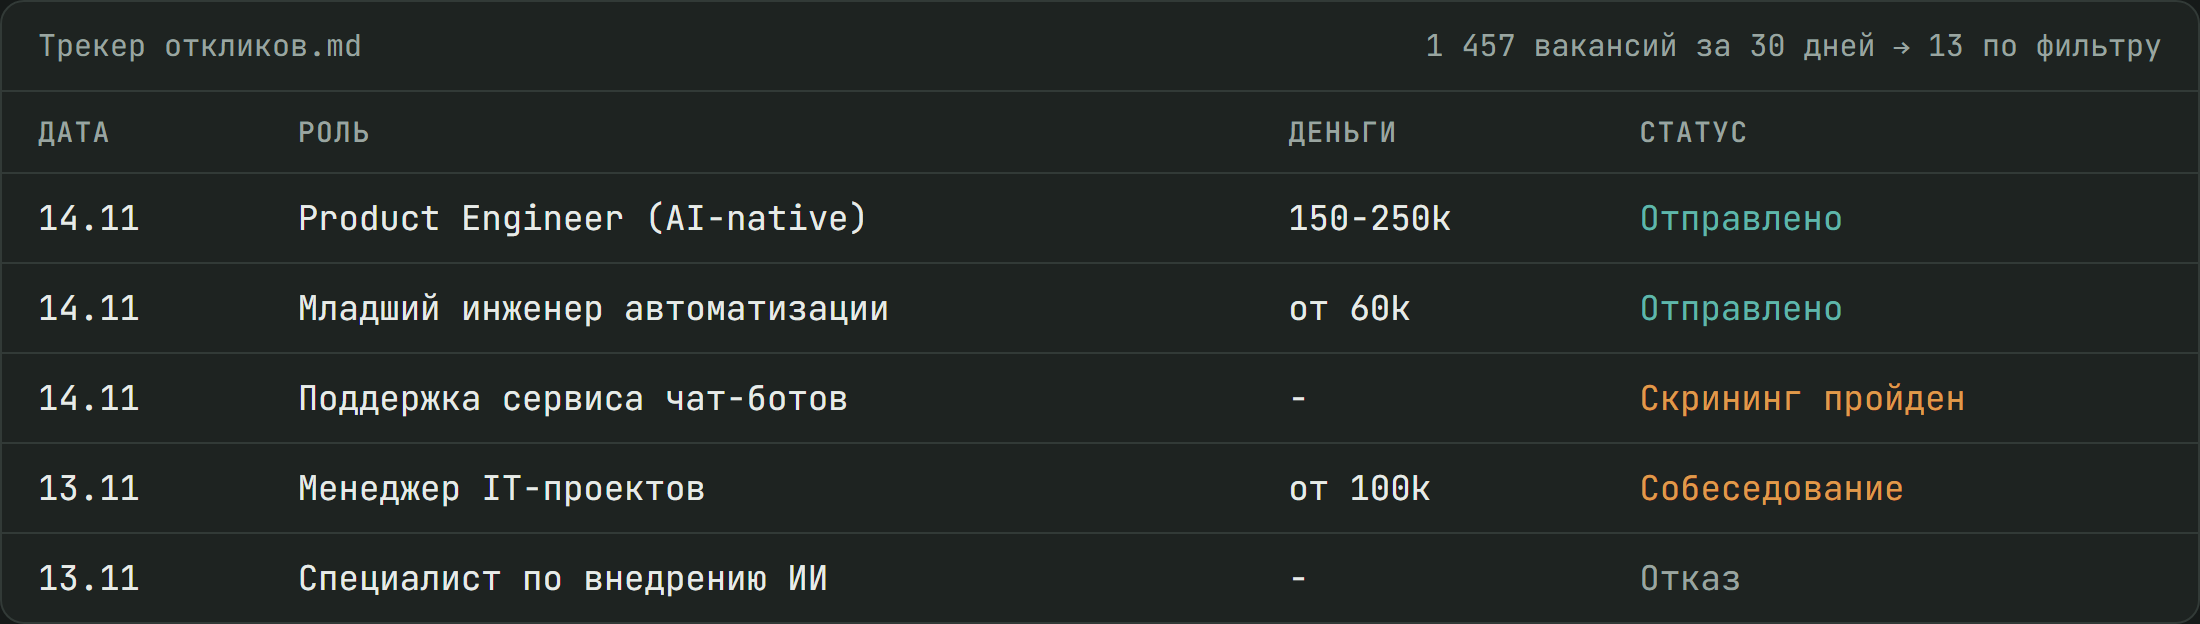 Трекер откликов.md 1 457 вакансий за 30 дней → 13 по фильтру
ДАТА РОЛЬ ДЕНЬГИ СТАТУС
14.11 Product Engineer (AI-native) 150-250k Отправлено
14.11 Младший инженер автоматизации от 60k Отправлено
14.11 Поддержка сервиса чат-ботов - Скрининг пройден
13.11 Менеджер IT-проектов от 100k Собеседование
13.11 Специалист по внедрению ИИ - Отказ